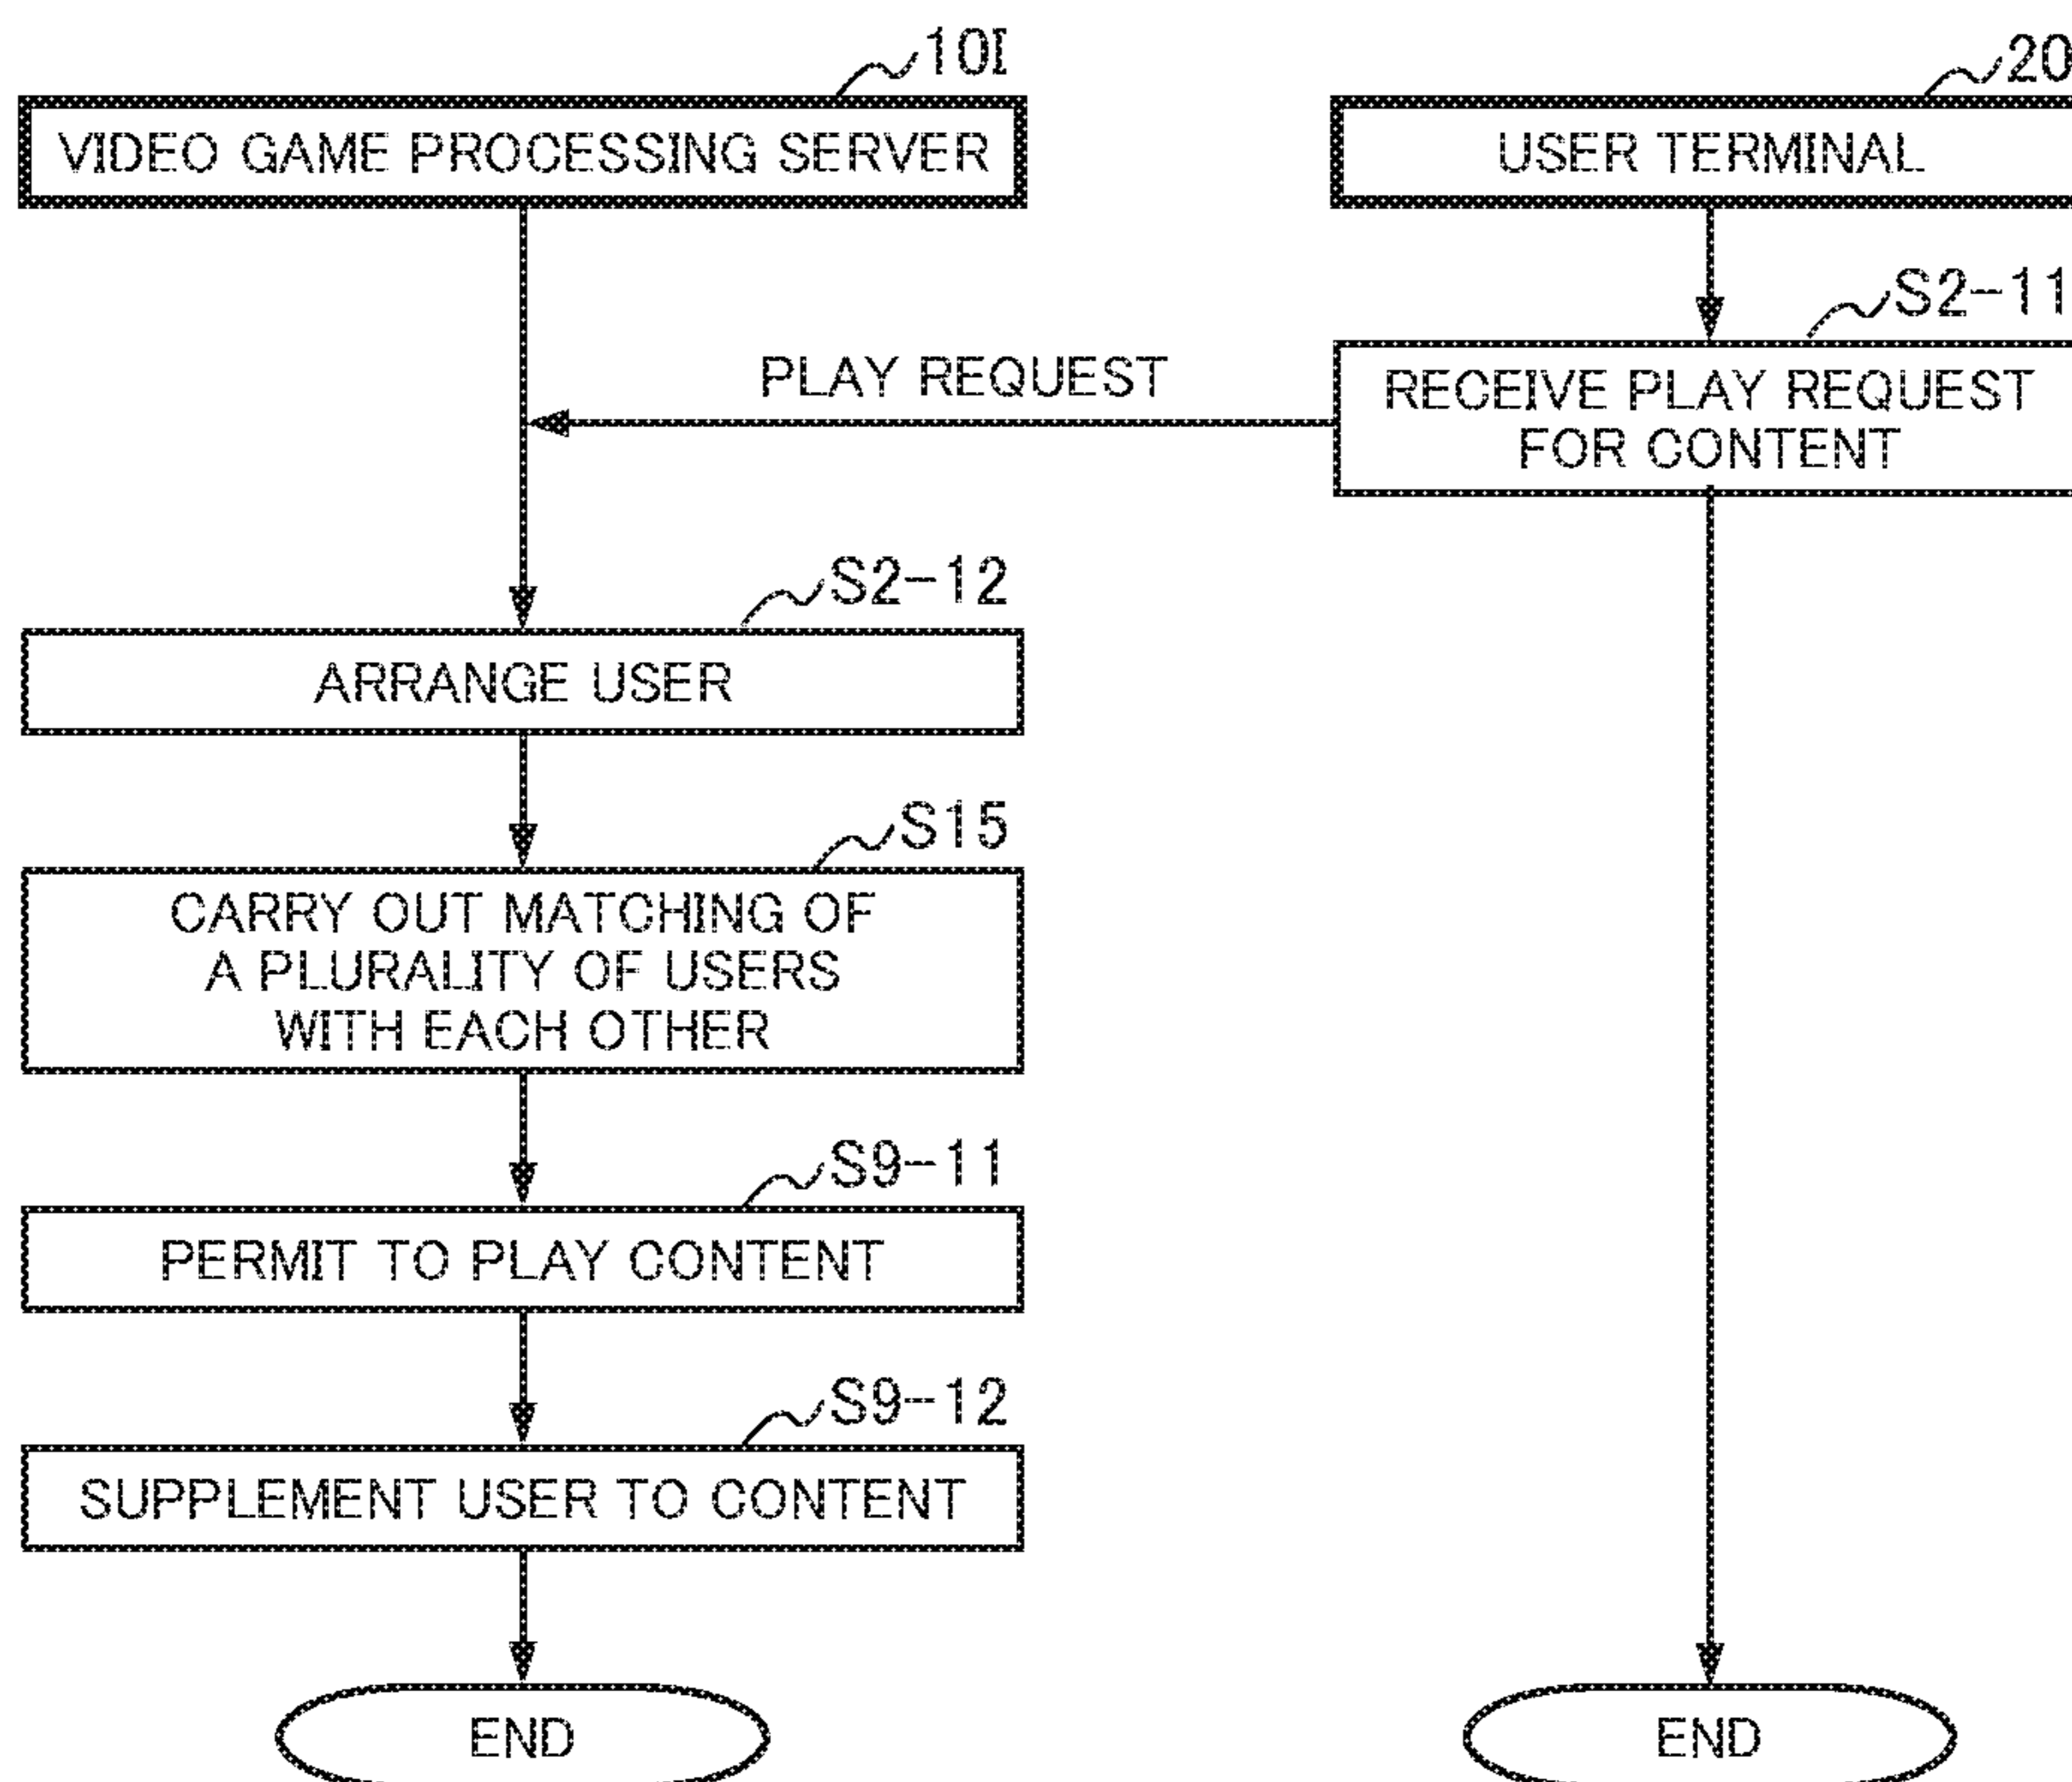 10I
VIDEO GAME PROCESSING SERVER
20
USER TERMINAL
S2-11
PLAY REQUEST
RECEIVE PLAY REQUEST
FOR CONTENT
S2-12
ARRANGE USER
S15
CARRY OUT MATCHING OF
A PLURALITY OF USERS
WITH EACH OTHER
S9-11
PERMIT TO PLAY CONTENT
S9-12
SUPPLEMENT USER TO CONTENT
END
END